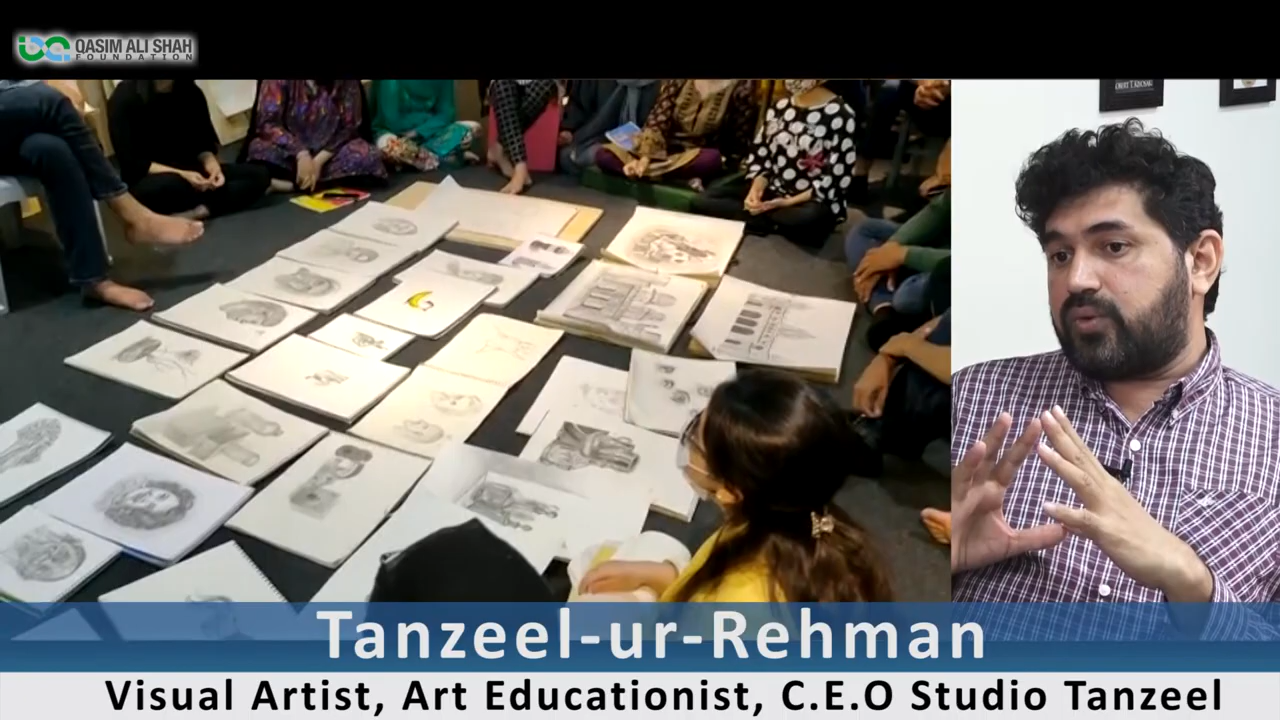 QASIM ALI SHAH
FOUNDATION
Tanzeel-ur-Rehman
Visual Artist, Art Educationist, C.E.O Studio Tanzeel